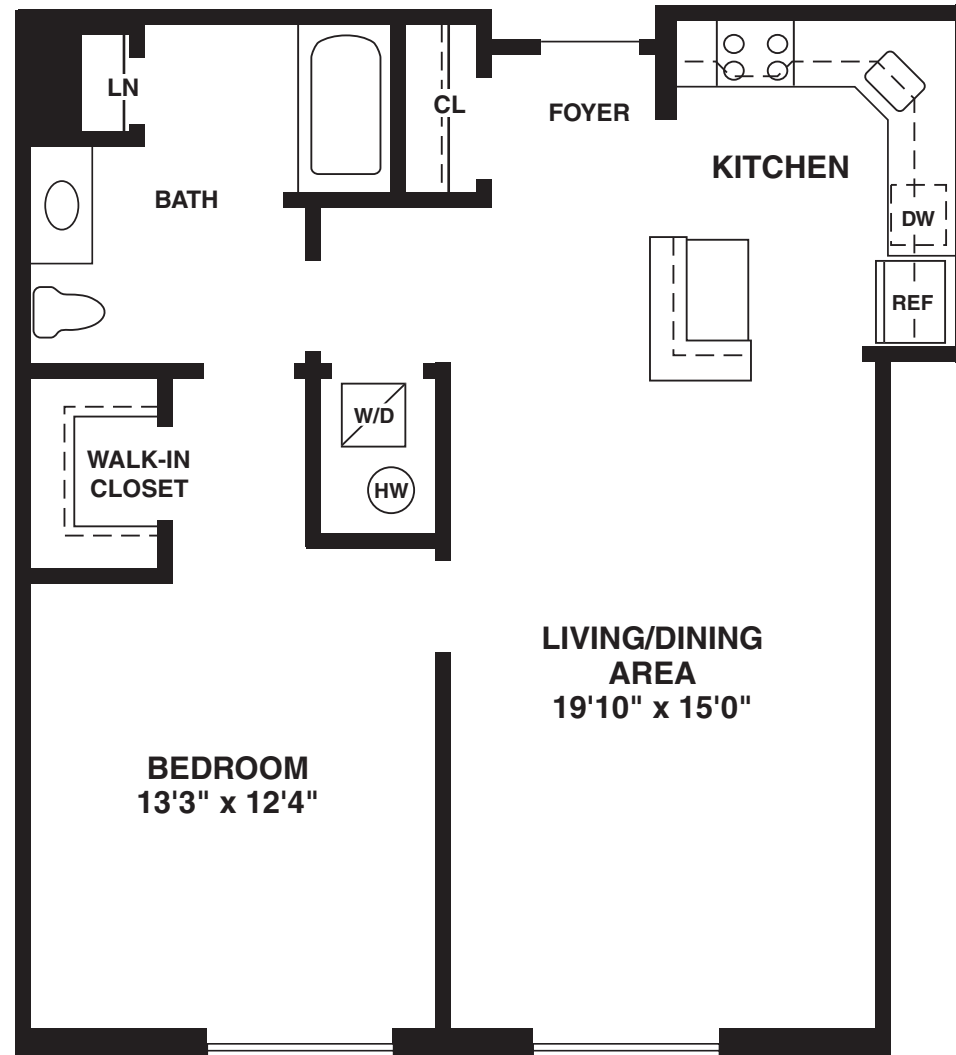 LN
CL
FOYER
KITCHEN
BATH
DW
REF
W/D
HW
WALK-IN
CLOSET
LIVING/DINING
AREA
19'10" x 15'0"
BEDROOM
13'3" x 12'4"